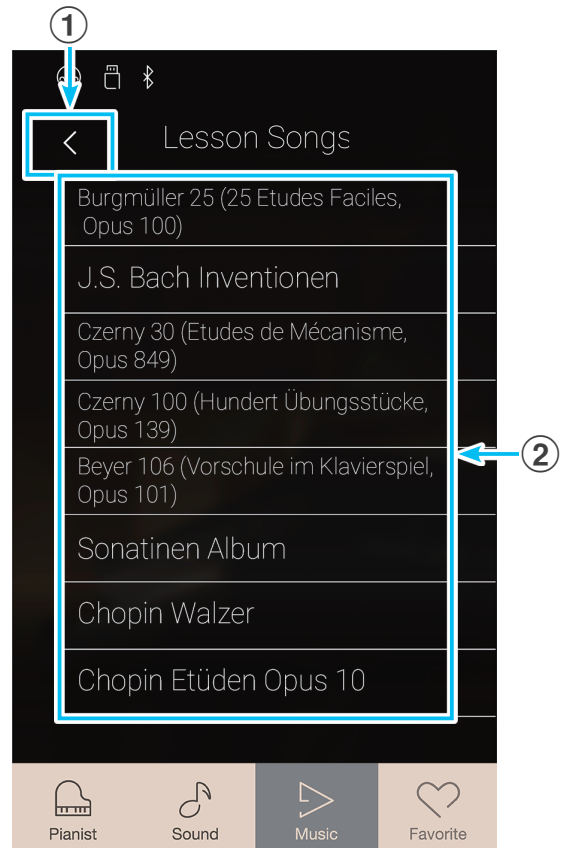 1
Lesson Songs
Burgmüller 25 (25 Etudes Faciles,
Opus 100)
J.S. Bach Inventionen
Czerny 30 (Etudes de Mécanisme,
Opus 849)
Czerny 100 (Hundert Übungsstücke,
Opus 139)
2
Beyer 106 (Vorschule im Klavierspiel,
Opus 101)
Sonatinen Album
Chopin Walzer
Chopin Etüden Opus 10
Pianist Sound Music Favorite